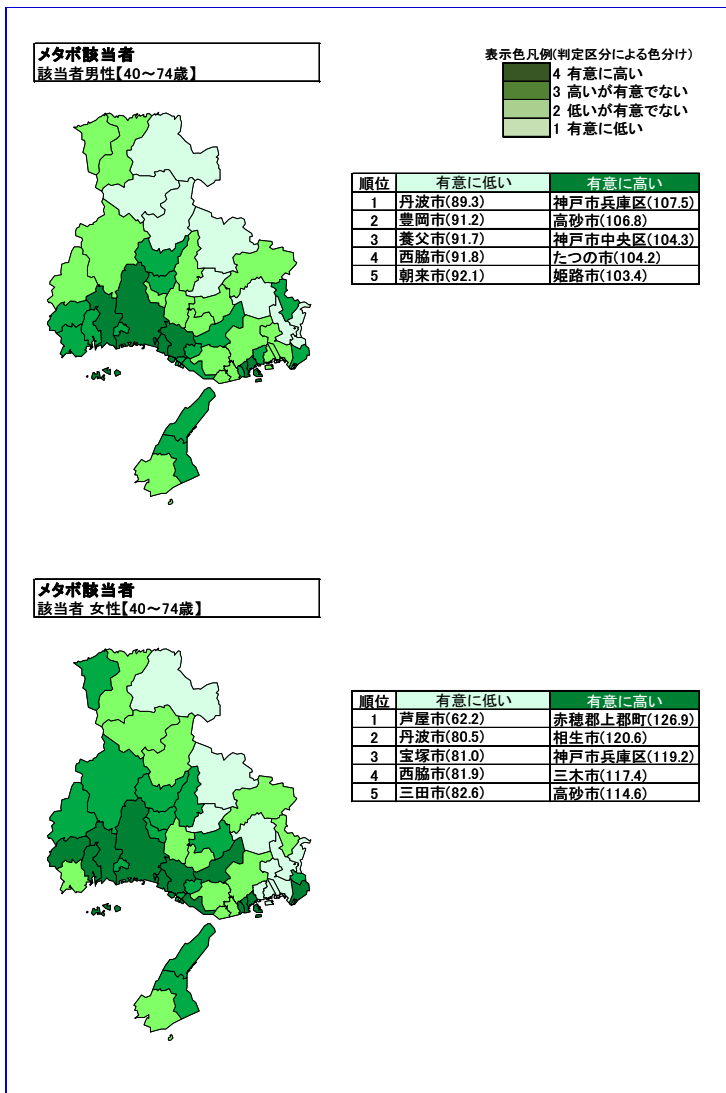 メタボ該当者
該当者男性【40～74歳】
表示色凡例(判定区分による色分け)
4 有意に高い
3 高いが有意でない
2 低いが有意でない
1 有意に低い
順位 有意に低い 有意に高い
1 丹波市(89.3) 神戸市兵庫区(107.5)
2 豊岡市(91.2) 高砂市(106.8)
3 養父市(91.7) 神戸市中央区(104.3)
4 西脇市(91.8) たつの市(104.2)
5 朝来市(92.1) 姫路市(103.4)
メタボ該当者
該当者 女性【40～74歳】
順位 有意に低い 有意に高い
1 芦屋市(62.2) 赤穂郡上郡町(126.9)
2 丹波市(80.5) 相生市(120.6)
3 宝塚市(81.0) 神戸市兵庫区(119.2)
4 西脇市(81.9) 三木市(117.4)
5 三田市(82.6) 高砂市(114.6)